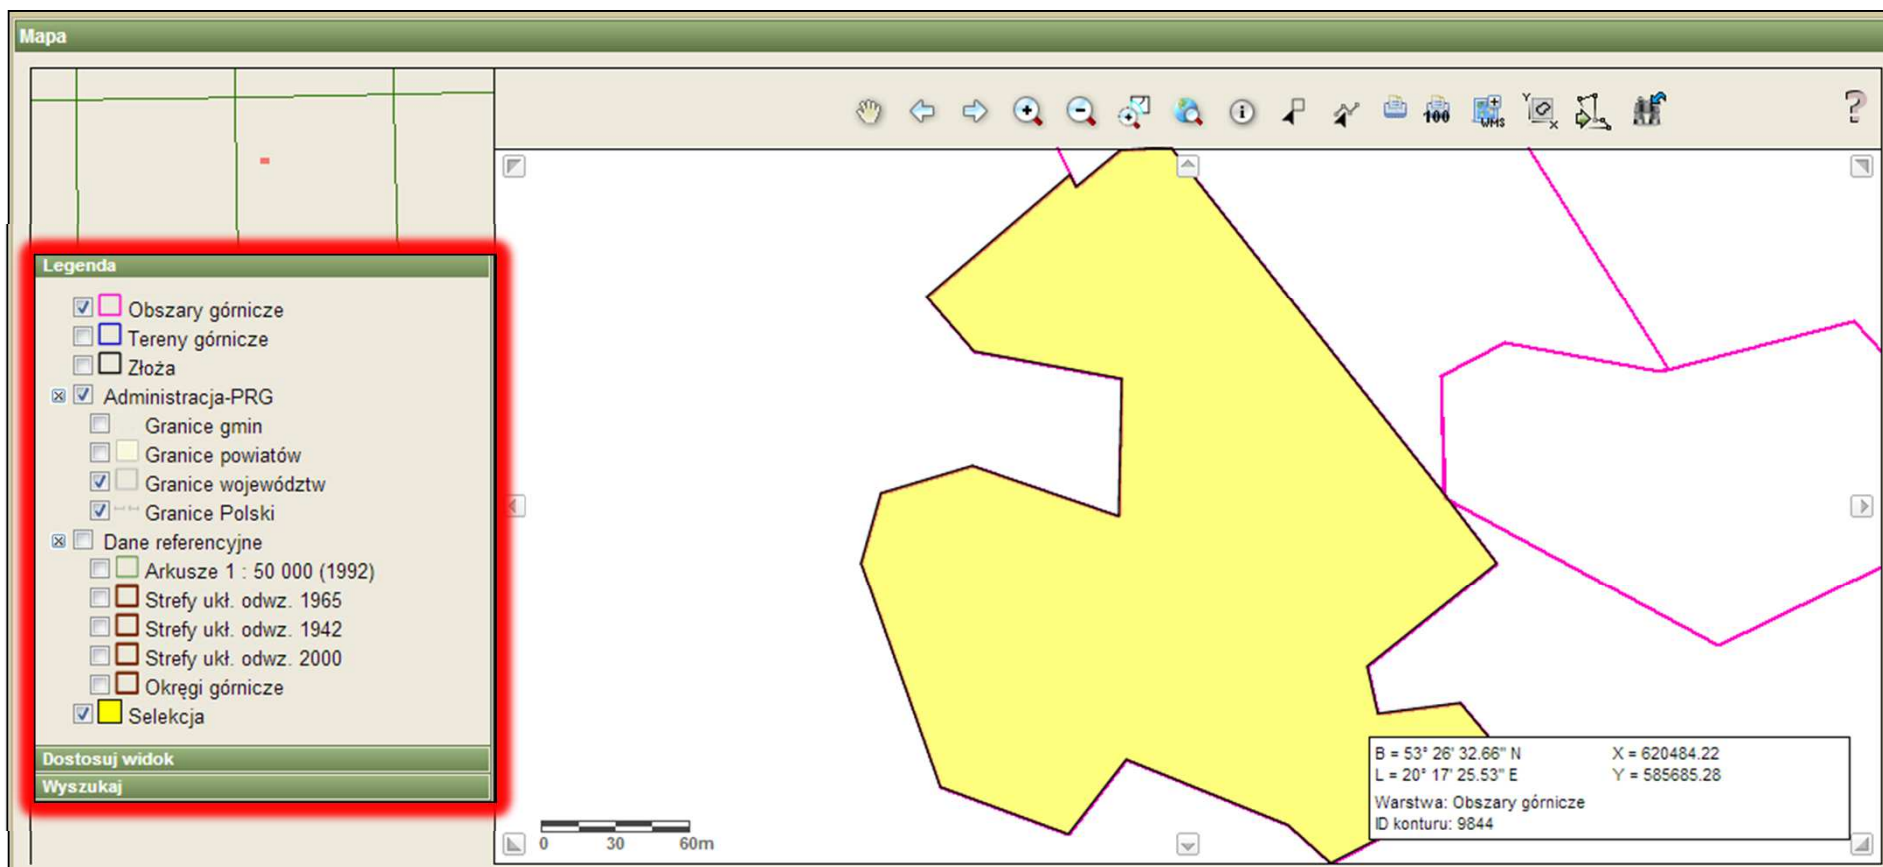 Mapa
100
WMS
Y
X
?
Legenda
Obszary górnicze
Tereny górnicze
Złoża
Administracja-PRG
Granice gmin
Granice powiatów
Granice województw
Granice Polski
Dane referencyjne
Arkusze 1 : 50 000 (1992)
Strefy ukł. odwz. 1965
Strefy ukł. odwz. 1942
Strefy ukł. odwz. 2000
Okręgi górnicze
Selekcja
Dostosuj widok
Wyszukaj
0 30 60m
B = 53° 26' 32.66" N X = 620484.22
L = 20° 17' 25.53" E Y = 585685.28
Warstwa: Obszary górnicze
ID konturu: 9844